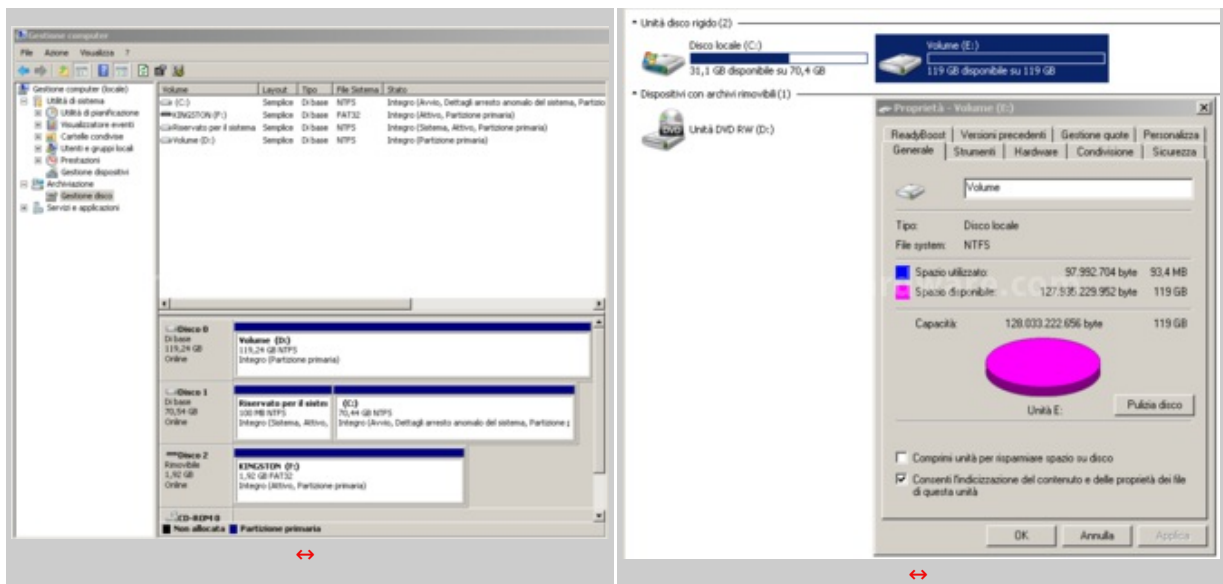 Gestione computer
File Azione Visualizza ?
Gestione computer (locale)
Utilità di sistema
Utilità di pianificazione
Visualizzatore eventi
Cartelle condivise
Utenti e gruppi locali
Prestazioni
Gestione dispositivi
Archiviazione
Gestione disco
Servizi e applicazioni
Volume Layout Tipo File Sistema Stato
(C:) Semplice Di base NTFS Integro (Avvio, Dettagli arresto anomalo del sistema, Partizio
KINGSTON (F:) Semplice Di base FAT32 Integro (Attivo, Partizione primaria)
Riservato per il sistema Semplice Di base NTFS Integro (Sistema, Attivo, Partizione primaria)
Volume (D:) Semplice Di base NTFS Integro (Partizione primaria)
Disco 0
Di base
119,24 GB
Online
Volume (D:)
119,24 GB NTFS
Integro (Partizione primaria)
Disco 1
Di base
70,54 GB
Online
Riservato per il sistem
100 MB NTFS
Integro (Sistema, Attivo,
(C:)
70,44 GB NTFS
Integro (Avvio, Dettagli arresto anomalo del sistema, Partizione p
Disco 2
Rimovibile
1,92 GB
Online
KINGSTON (F:)
1,92 GB FAT32
Integro (Attivo, Partizione primaria)
CD-ROM 0
Non allocata Partizione primaria
Unità disco rigido (2)
Disco locale (C:)
31,1 GB disponibile su 70,4 GB
Volume (E:)
119 GB disponibile su 119 GB
Dispositivi con archivi rimovibili (1)
DVD
Unità DVD RW (D:)
Proprietà - Volume (E:)
ReadyBoost Versioni precedenti Gestione quote Personalizza
Generale Strumenti Hardware Condivisione Sicurezza
Volume
Tipo: Disco locale
File system: NTFS
Spazio utilizzato: 97.992.704 byte 93,4 MB
Spazio disponibile: 127.935.229.952 byte 119 GB
Capacità: 128.033.222.656 byte 119 GB
Unità E:
Pulizia disco
Comprimi unità per risparmiare spazio su disco
Consenti l'indicizzazione del contenuto e delle proprietà dei file
di questa unità
OK Annulla Applica